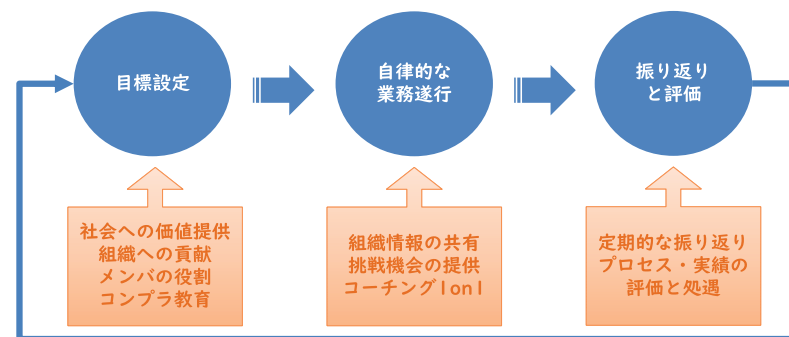 目標設定
自律的な
業務遂行
振り返り
と評価
社会への価値提供
組織への貢献
メンバの役割
コンプラ教育
組織情報の共有
挑戦機会の提供
コーチング1on1
定期的な振り返り
プロセス・実績の
評価と処遇